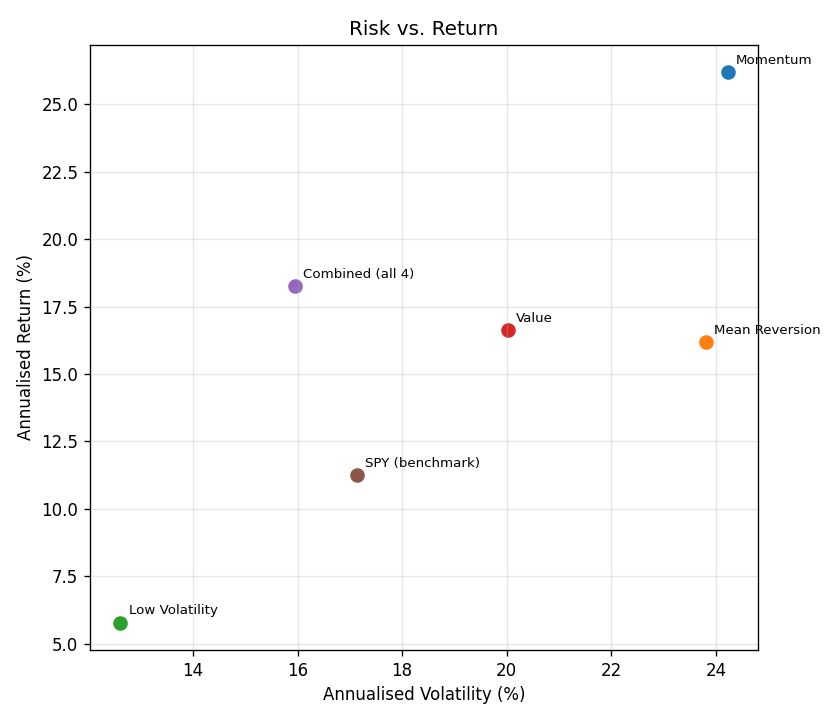 Risk vs. Return
Momentum
25.0
22.5
20.0
Combined (all 4)
17.5
Value
Mean Reversion
15.0
12.5
SPY (benchmark)
10.0
7.5
Low Volatility
5.0
Annualised Return (%)
14 16 18 20 22 24
Annualised Volatility (%)